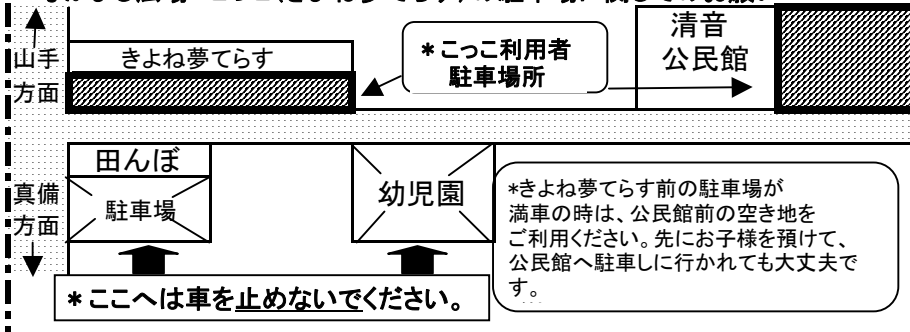 清音
公民館
*こっこ利用者
駐車場所
きよね夢てらす
山手
方面
田んぼ
駐車場
幼児園
真備
方面
*きよね夢てらす前の駐車場が
満車の時は、公民館前の空き地を
ご利用ください。先にお子様を預けて、
公民館へ駐車しに行かれても大丈夫で
す。
*ここへは車を止めないでください。